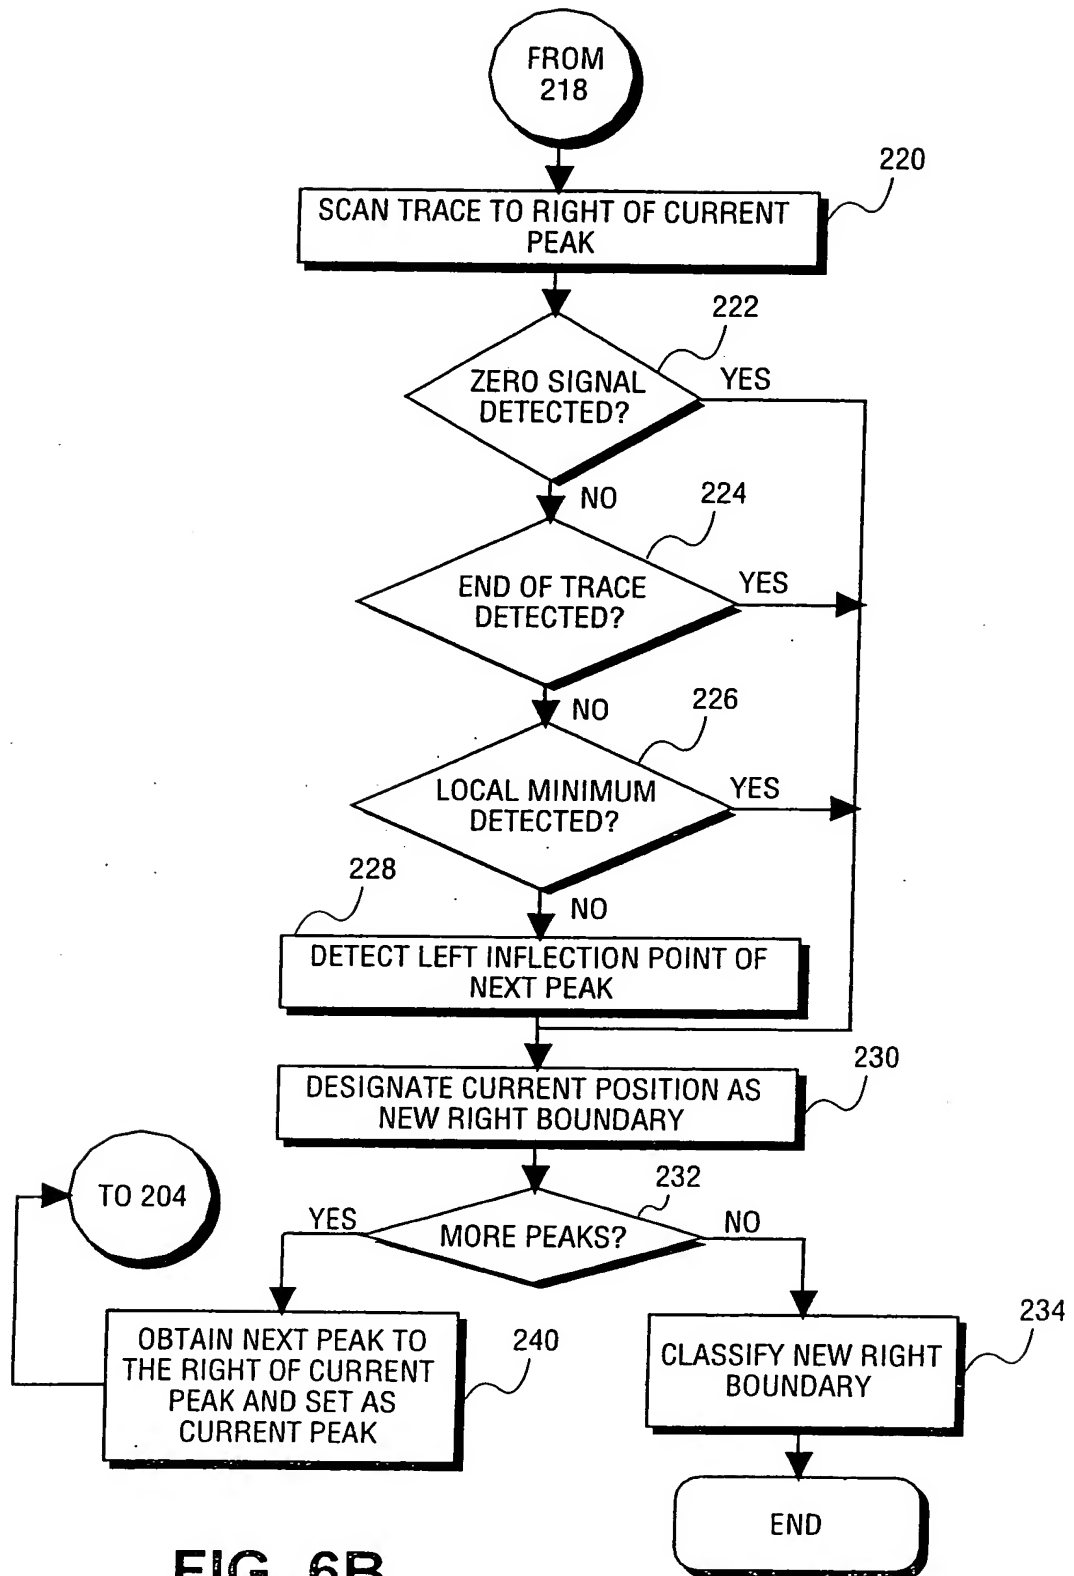 FROM
218
220
SCAN TRACE TO RIGHT OF CURRENT
PEAK
222
ZERO SIGNAL
DETECTED?
YES
NO
224
END OF TRACE
DETECTED?
YES
NO
226
LOCAL MINIMUM
DETECTED?
YES
228
NO
DETECT LEFT INFLECTION POINT OF
NEXT PEAK
230
DESIGNATE CURRENT POSITION AS
NEW RIGHT BOUNDARY
TO 204
232
YES
MORE PEAKS?
NO
OBTAIN NEXT PEAK TO
THE RIGHT OF CURRENT
PEAK AND SET AS
CURRENT PEAK
240
234
CLASSIFY NEW RIGHT
BOUNDARY
END
FIG. 6B